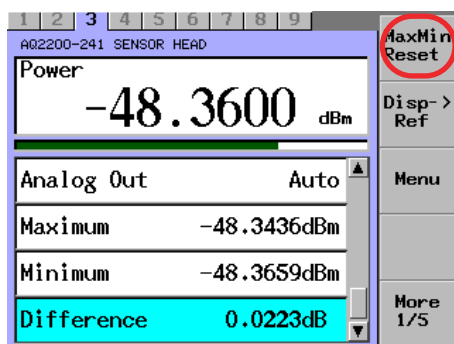 1 2 3 4 5 6 7 8 9
AQ2200-241 SENSOR HEAD
Power
-48.3600 dBm
Analog Out Auto
Maximum -48.3436dBm
Minimum -48.3659dBm
Difference 0.0223dB
MaxMin
Reset
Disp->
Ref
Menu
More
1/5